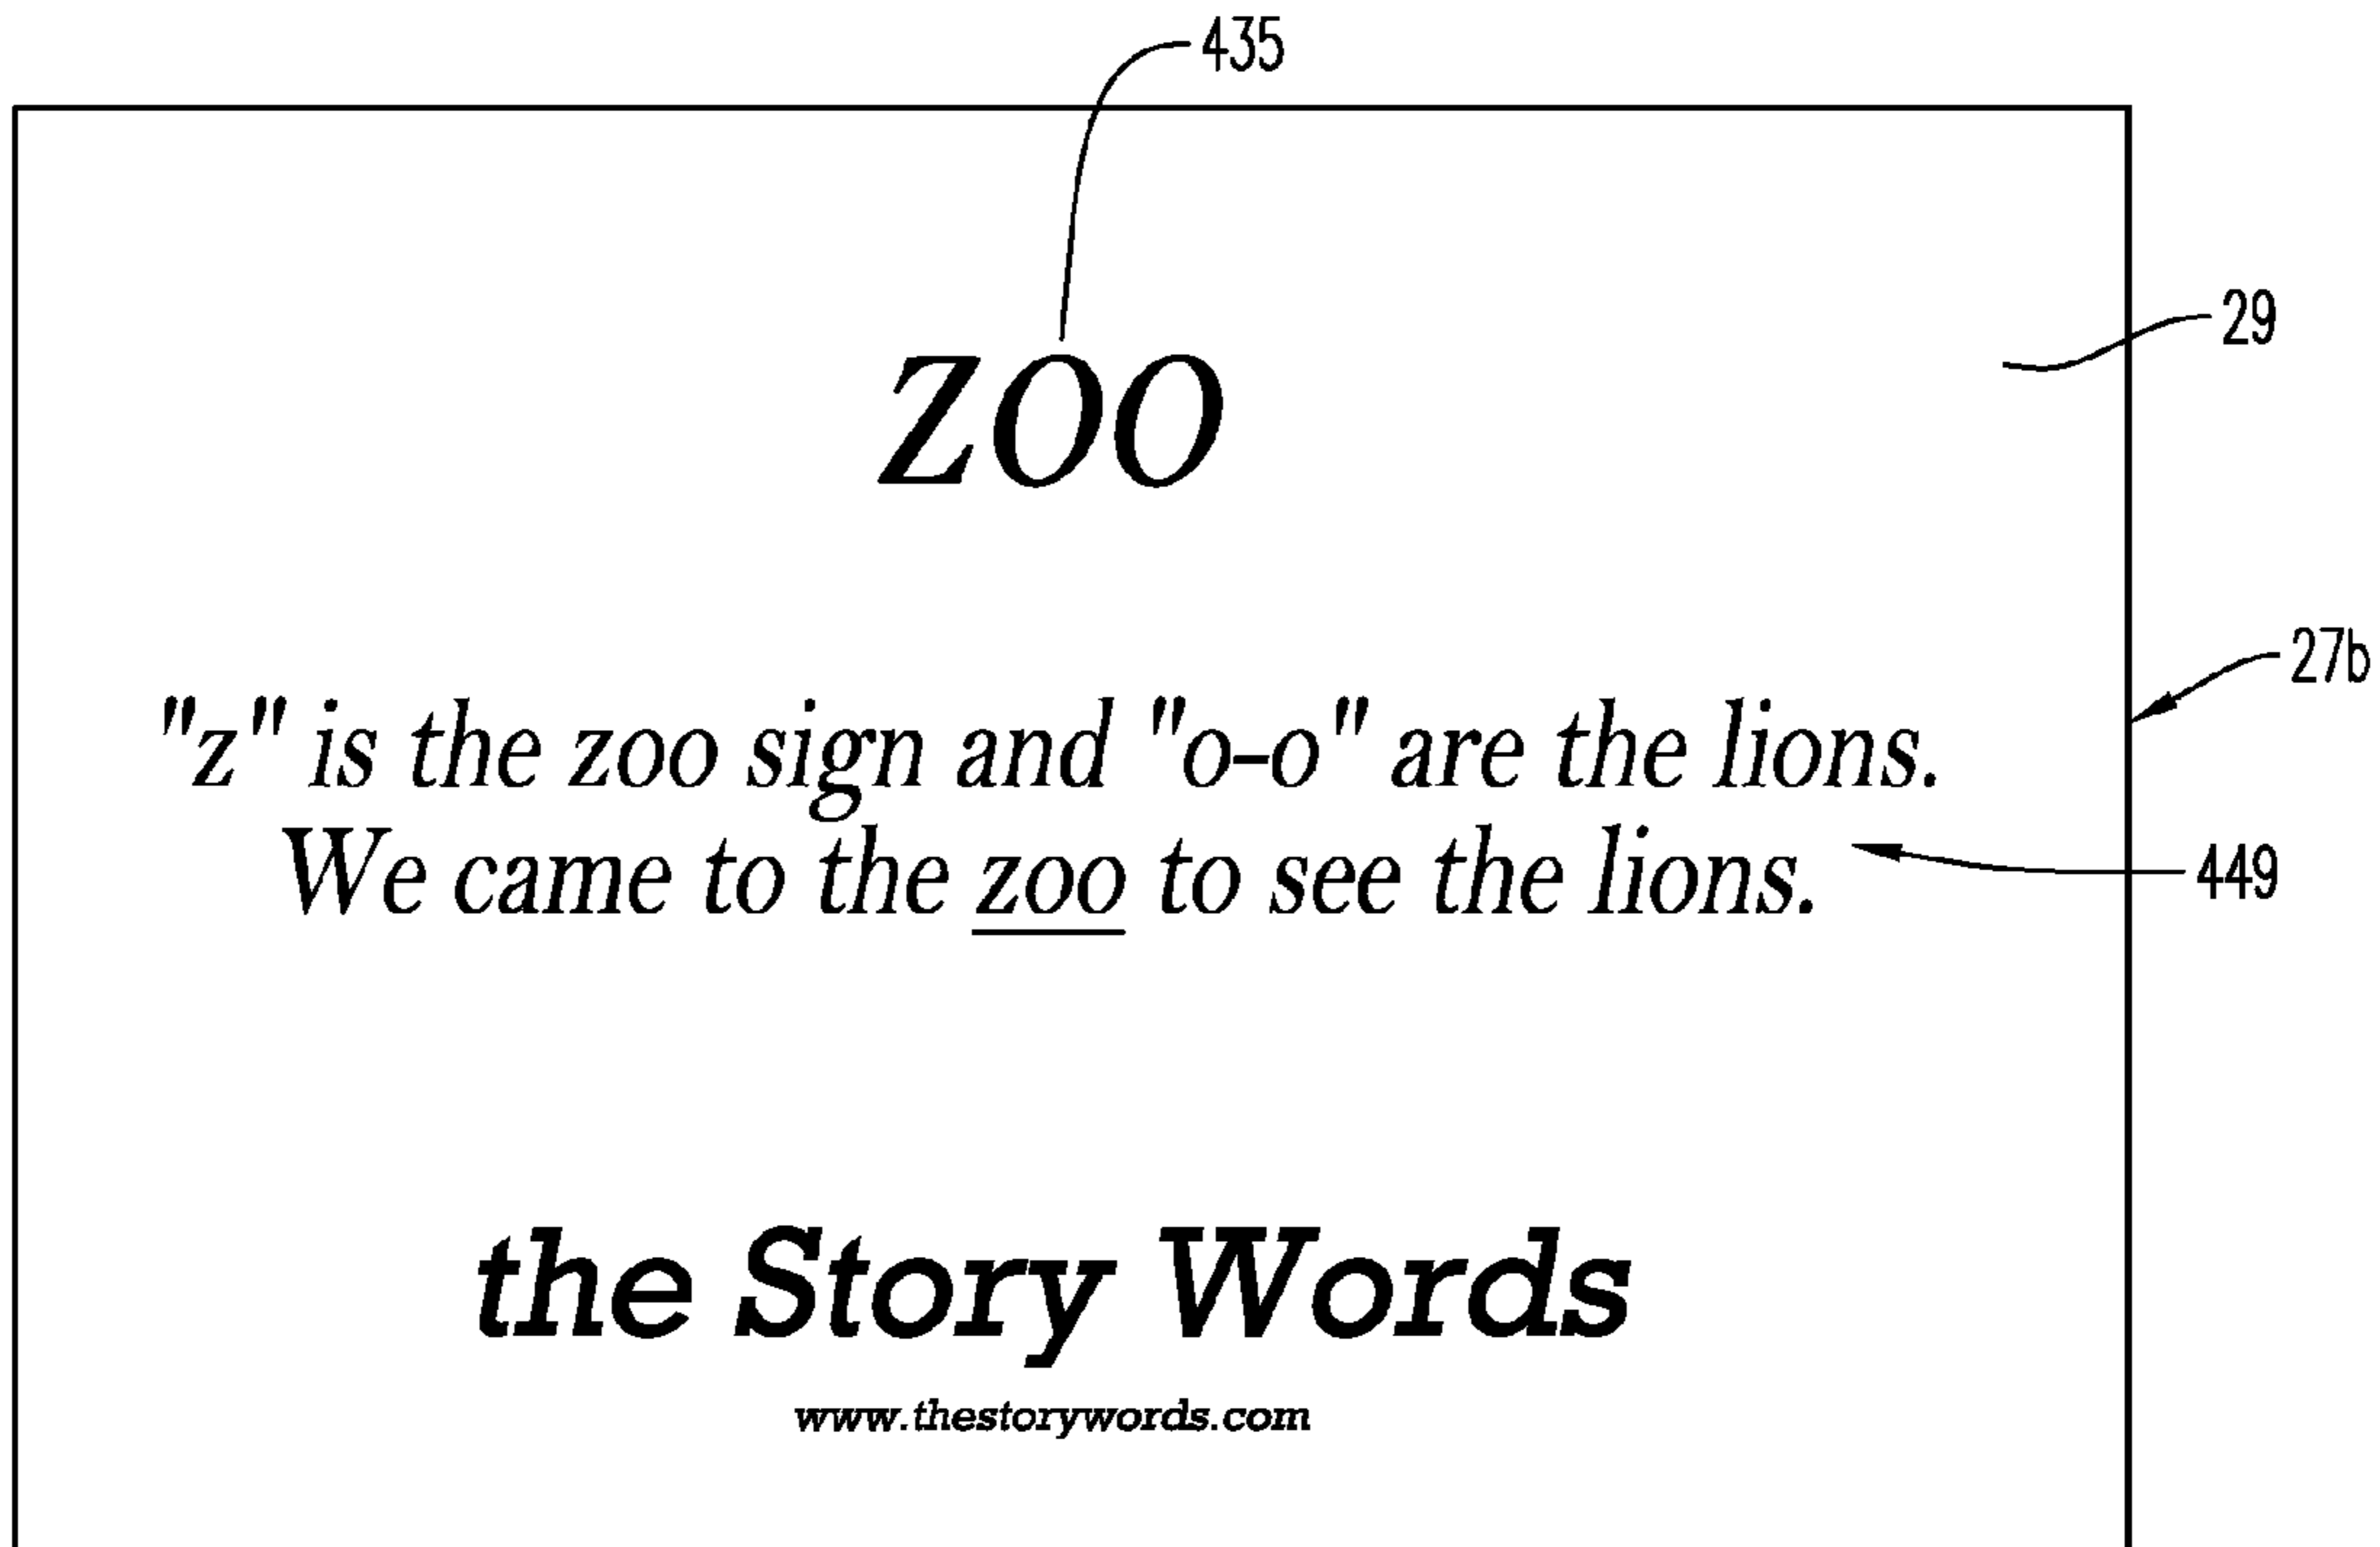 435
29
zoo
27b
"z" is the zoo sign and "o-o" are the lions.
We came to the zoo to see the lions.
449
the Story Words
www.thestorywords.com